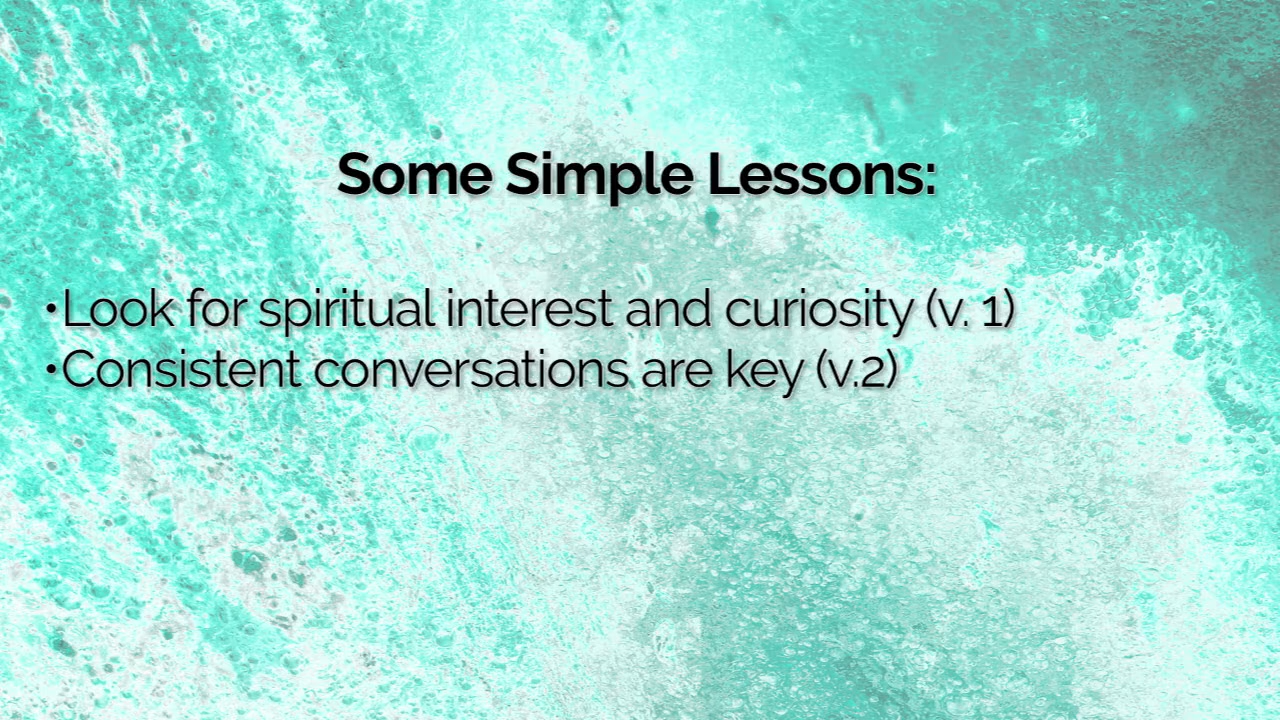 Some Simple Lessons:
•Look for spiritual interest and curiosity (v. 1)
•Consistent conversations are key (v.2)